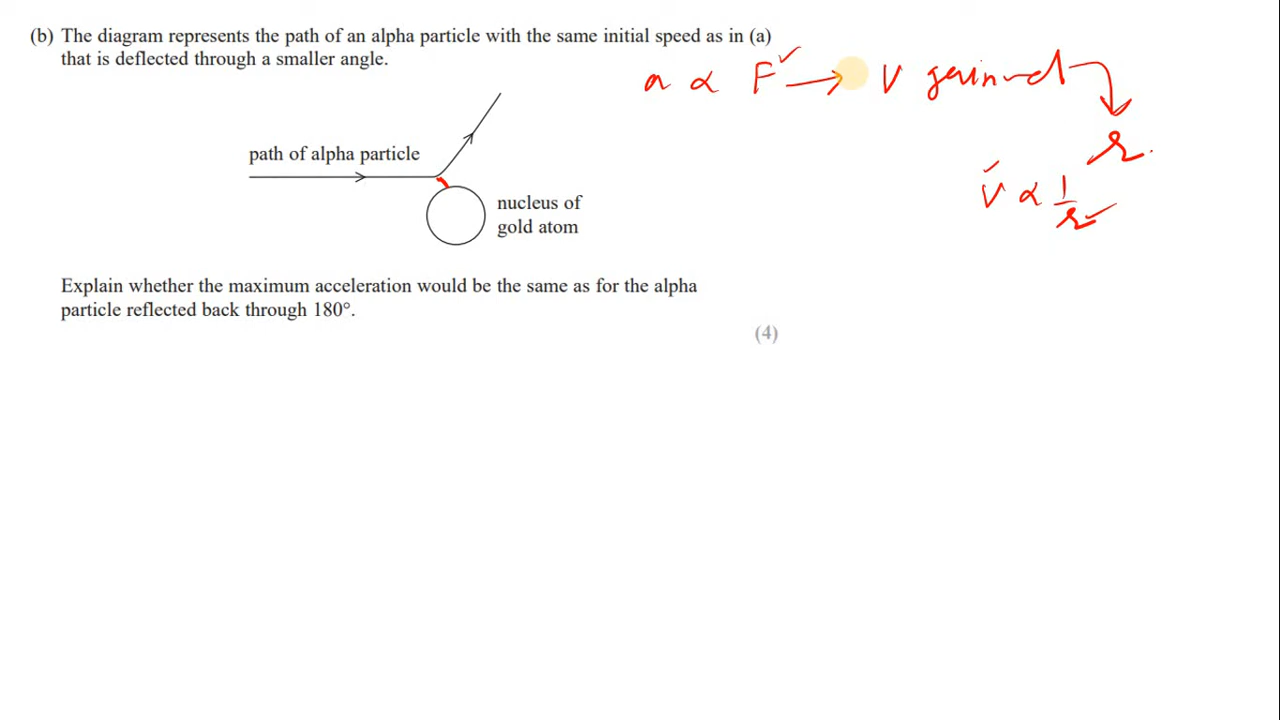 (b) The diagram represents the path of an alpha particle with the same initial speed as in (a)
that is deflected through a smaller angle.
a ∝ F → V gained
r
path of alpha particle
V ∝ 1/r
nucleus of
gold atom
Explain whether the maximum acceleration would be the same as for the alpha
particle reflected back through 180°.
(4)